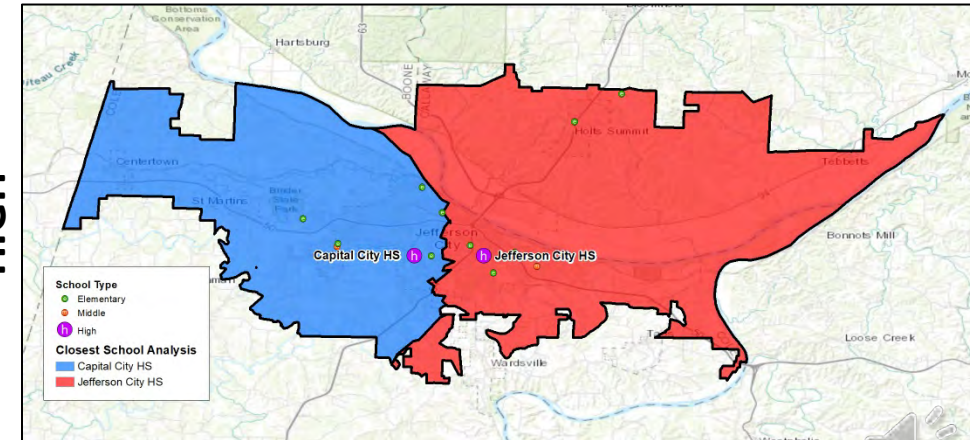 Bottoms
Conservation
Area
Hartsburg
63
BOONE
CALLAWAY
COLE
Holts Summit
Centertown
Tebbetts
Binder
State
Park
St Martins
Jefferson
City
Capital City HS
h
h
Jefferson City HS
Bonnots Mill
School Type
Elementary
Middle
h
High
Closest School Analysis
Capital City HS
Jefferson City HS
Loose Creek
Wardsville